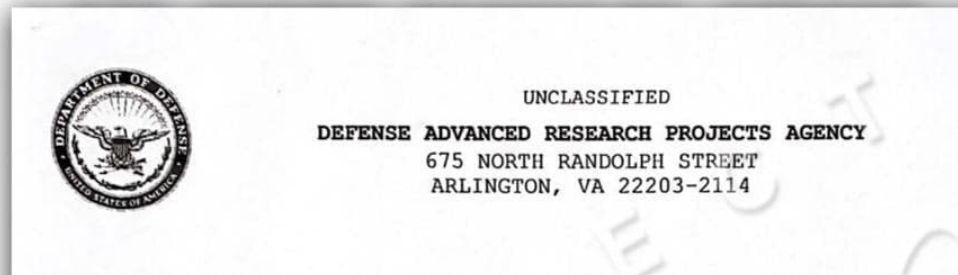 DEPARTMENT OF DEFENSE
UNITED STATES OF AMERICA
UNCLASSIFIED
DEFENSE ADVANCED RESEARCH PROJECTS AGENCY
675 NORTH RANDOLPH STREET
ARLINGTON, VA 22203-2114
E C T